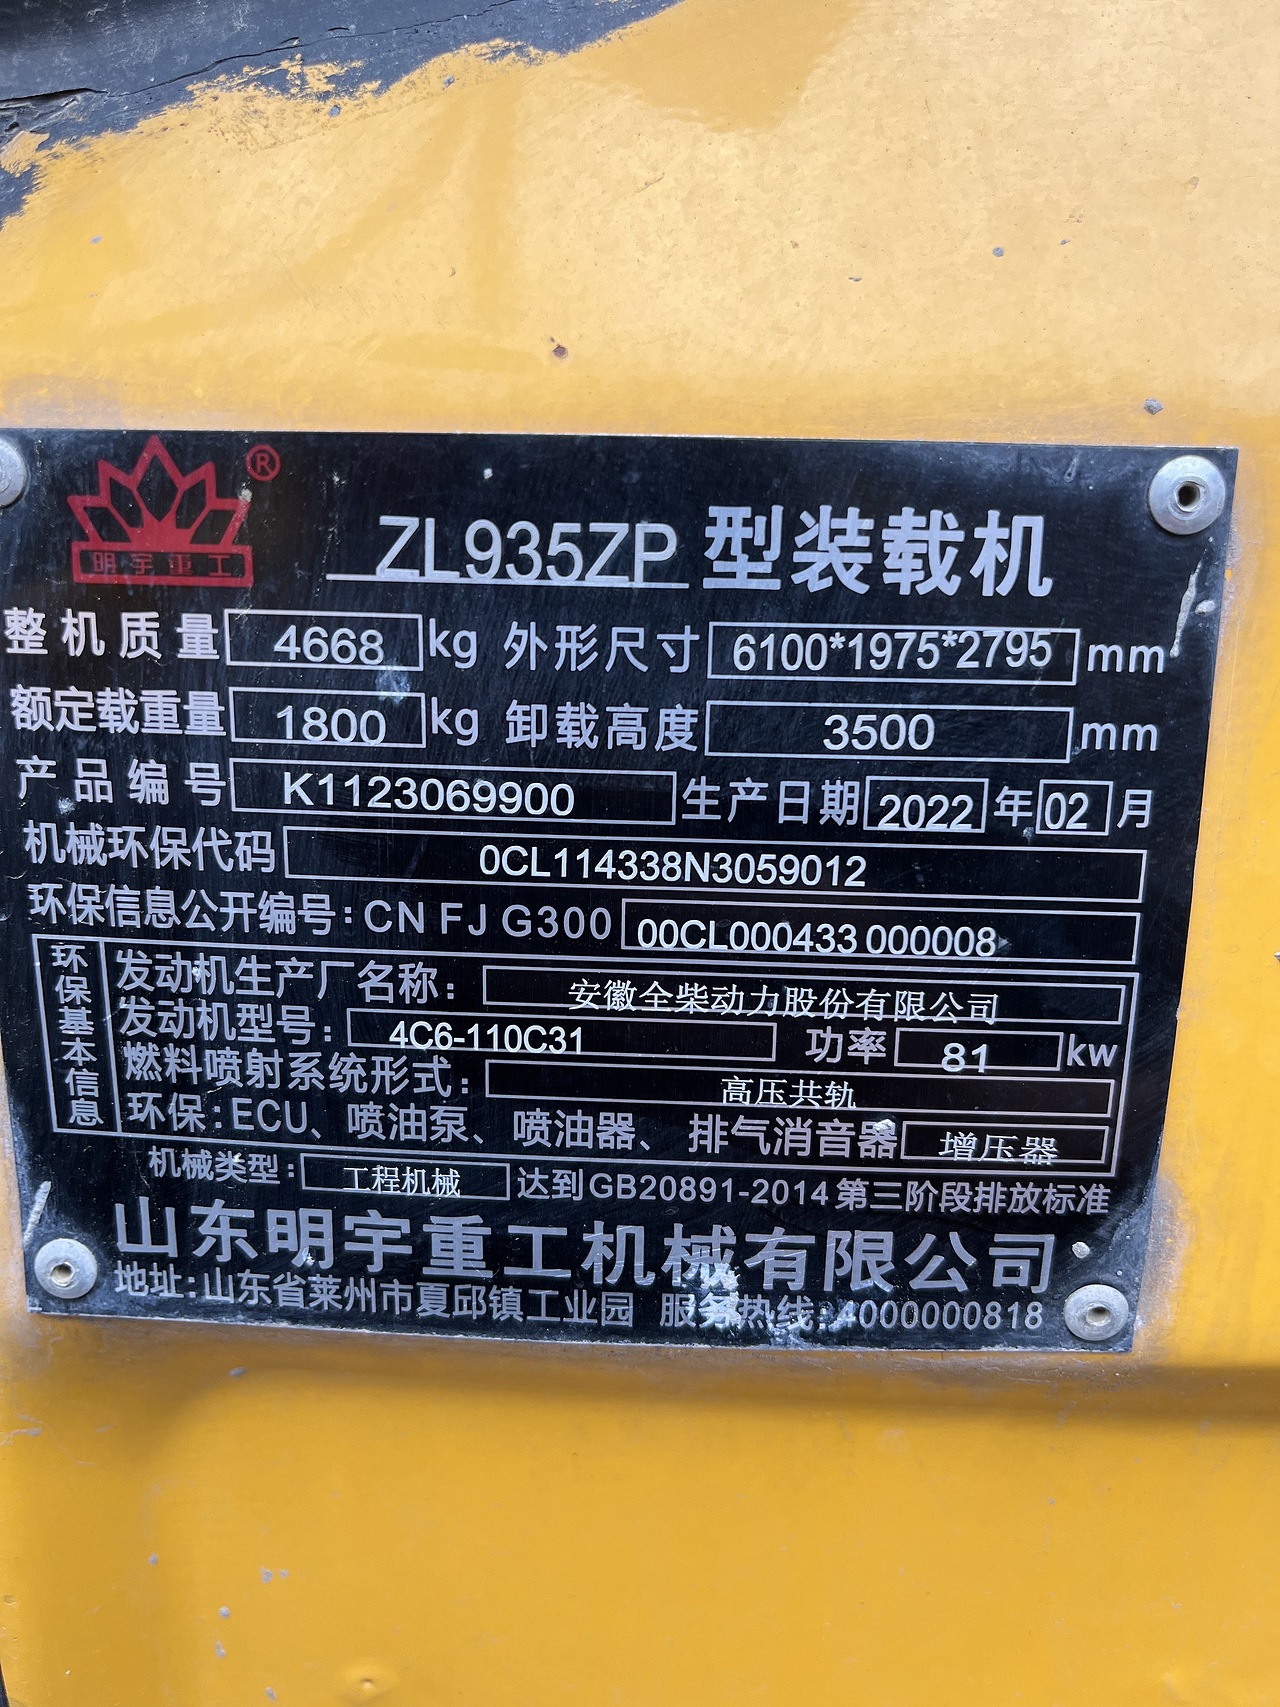 明宇重工 ®
ZL935ZP 型装载机
整机质量 4668 kg 外形尺寸 6100*1975*2795 mm
额定载重量 1800 kg 卸载高度 3500 mm
产品编号 K1123069900 生产日期 2022 年 02 月
机械环保代码 0CL114338N3059012
环保信息公开编号:CN FJ G300 00CL000433 000008
环保基本信息
发动机生产厂名称: 安徽全柴动力股份有限公司
发动机型号: 4C6-110C31 功率 81 kw
燃料喷射系统形式: 高压共轨
环保:ECU、喷油泵、喷油器、排气消音器 增压器
机械类型: 工程机械 达到GB20891-2014第三阶段排放标准
山东明宇重工机械有限公司
地址:山东省莱州市夏邱镇工业园 服务热线:4000000818